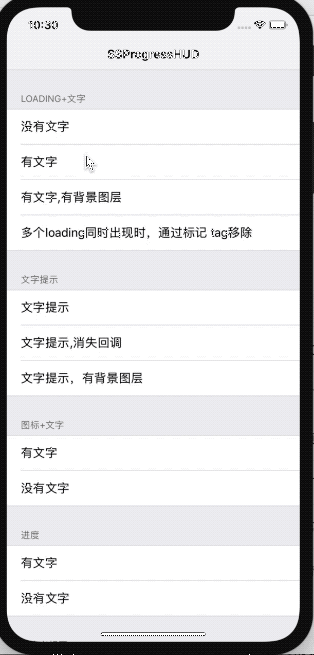 10:30
S3ProgressHUD
LOADING+文字
没有文字
有文字
有文字,有背景图层
多个loading同时出现时，通过标记 tag移除
文字提示
文字提示
文字提示,消失回调
文字提示，有背景图层
图标+文字
有文字
没有文字
进度
有文字
没有文字